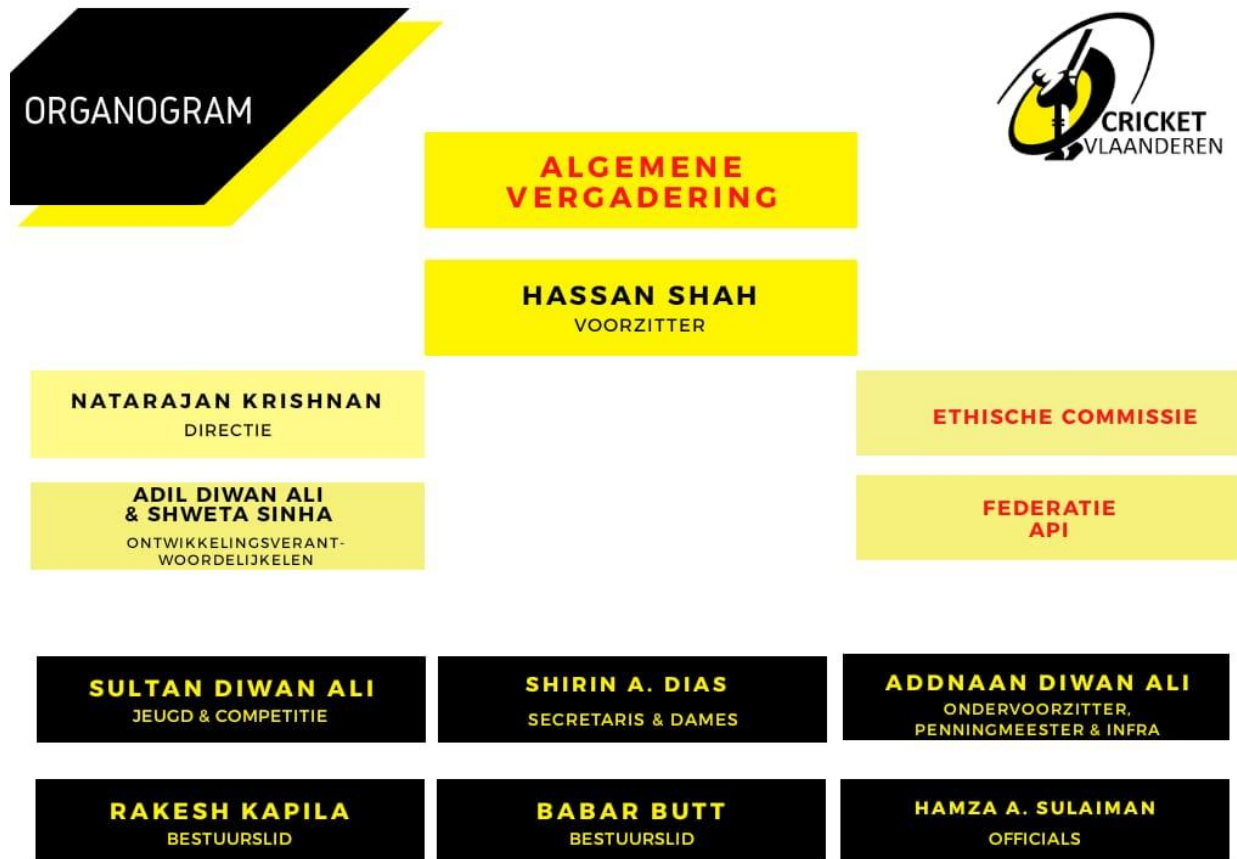 ORGANOGRAM
CRICKET
VLAANDEREN
ALGEMENE
VERGADERING
HASSAN SHAH
VOORZITTER
NATARAJAN KRISHNAN
DIRECTIE
ETHISCHE COMMISSIE
ADIL DIWAN ALI
& SHWETA SINHA
ONTWIKKELINGSVERANT-
WOORDELIJKELEN
FEDERATIE
API
SULTAN DIWAN ALI
JEUGD & COMPETITIE
SHIRIN A. DIAS
SECRETARIS & DAMES
ADDNAAN DIWAN ALI
ONDERVOORZITTER,
PENNINGMEESTER & INFRA
RAKESH KAPILA
BESTUURSLID
BABAR BUTT
BESTUURSLID
HAMZA A. SULAIMAN
OFFICIALS